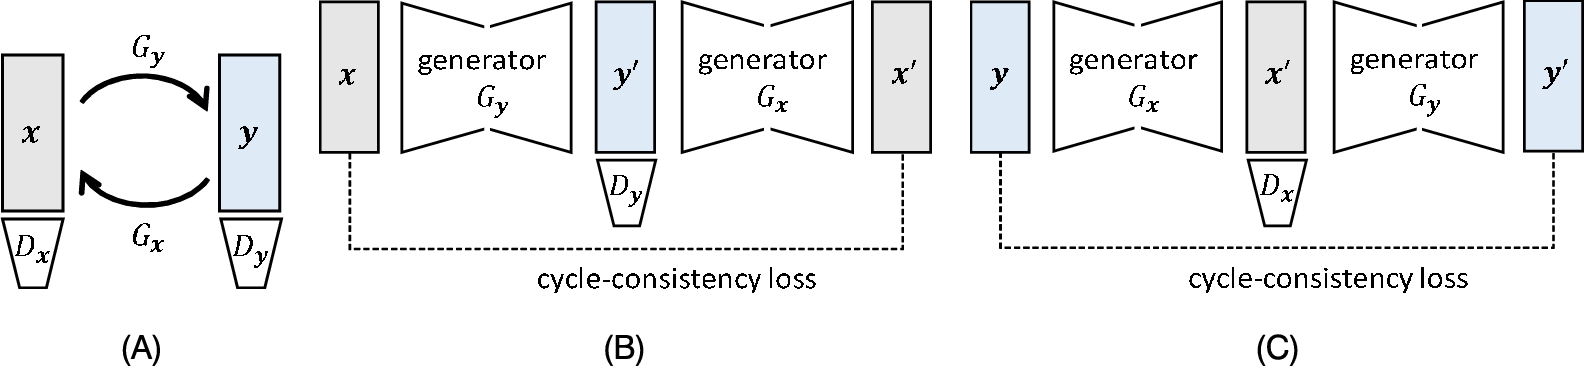 G_y
x
y
G_x
D_x
D_y
(A)
x
generator
G_y
y′
generator
G_x
x′
D_y
cycle-consistency loss
(B)
y
generator
G_x
x′
generator
G_y
y′
D_x
cycle-consistency loss
(C)